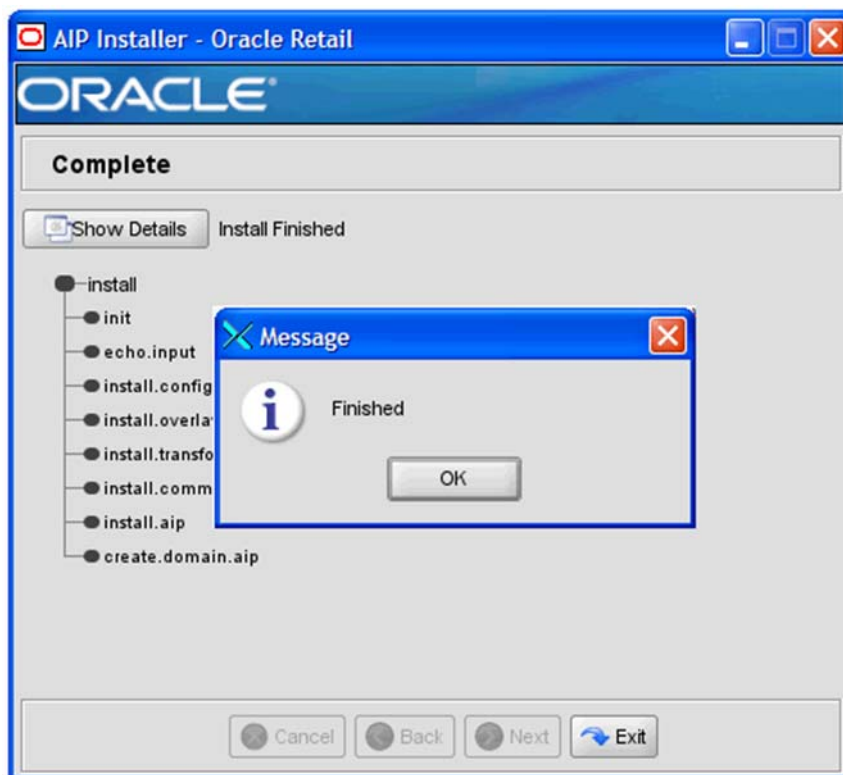 AIP Installer - Oracle Retail
ORACLE®
Complete
Show Details Install Finished
install
init
echo.input
install.config
install.overla
install.transfo
install.comm
install.aip
create.domain.aip
Message
Finished
OK
Cancel Back Next Exit